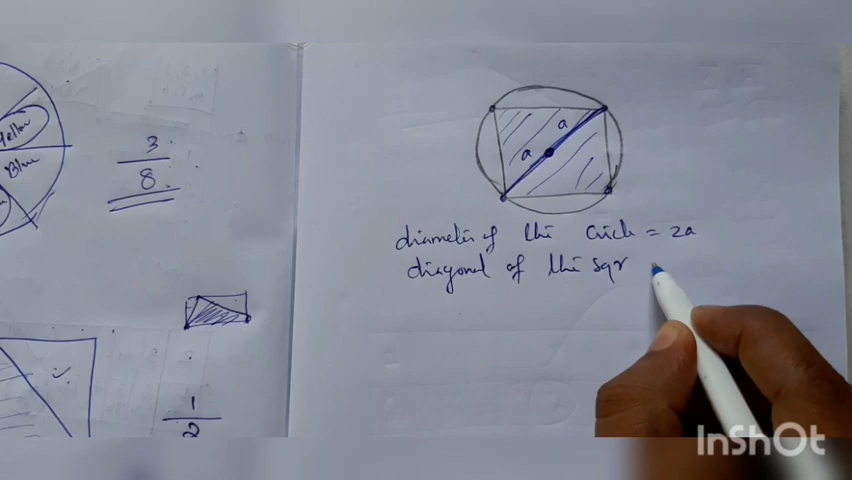 Yellow
Blue
3
8
1
2
a
a
diameter of the circle = 2a
diagonal of the sqr
InShOt